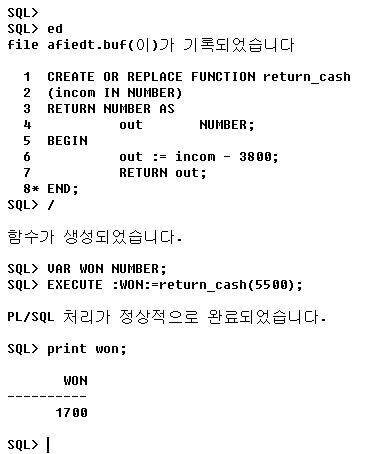 SQL>
SQL> ed
file afiedt.buf(이)가 기록되었습니다
1 CREATE OR REPLACE FUNCTION return_cash
2 (incom IN NUMBER)
3 RETURN NUMBER AS
4 out NUMBER;
5 BEGIN
6 out := incom - 3800;
7 RETURN out;
8* END;
SQL> /
함수가 생성되었습니다.
SQL> VAR WON NUMBER;
SQL> EXECUTE :WON:=return_cash(5500);
PL/SQL 처리가 정상적으로 완료되었습니다.
SQL> print won;
WON
----------
1700
SQL>